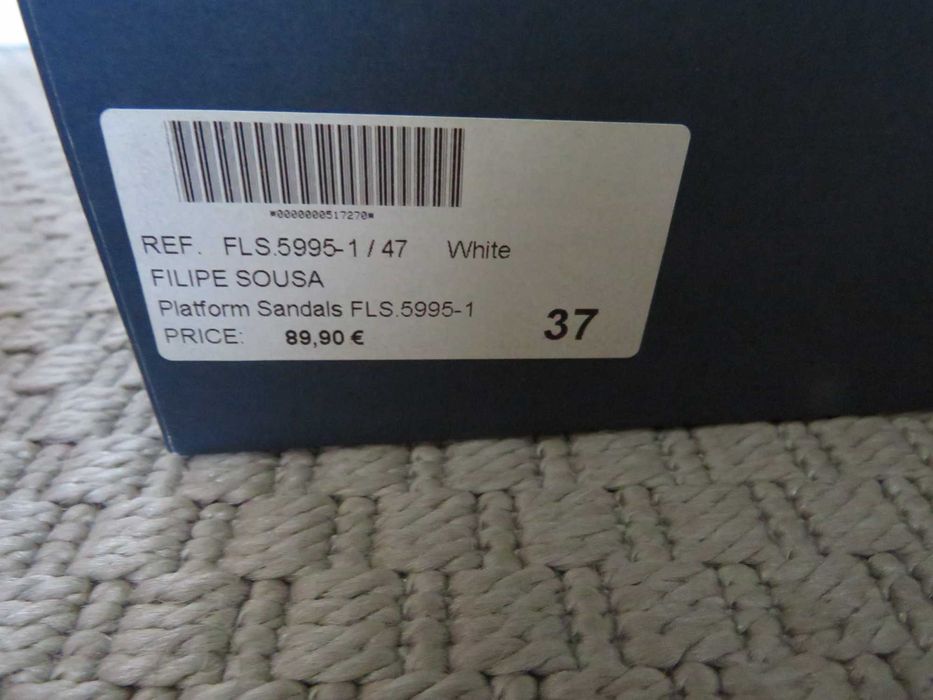 *0000000517270*
REF. FLS.5995-1 / 47 White
FILIPE SOUSA
Platform Sandals FLS.5995-1
PRICE: 89,90 € 37